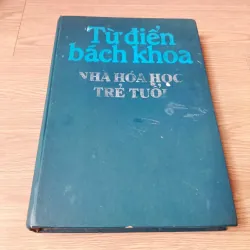 Từ điển
bách khoa
NHÀ HÓA HỌC
TRẺ TUỔI